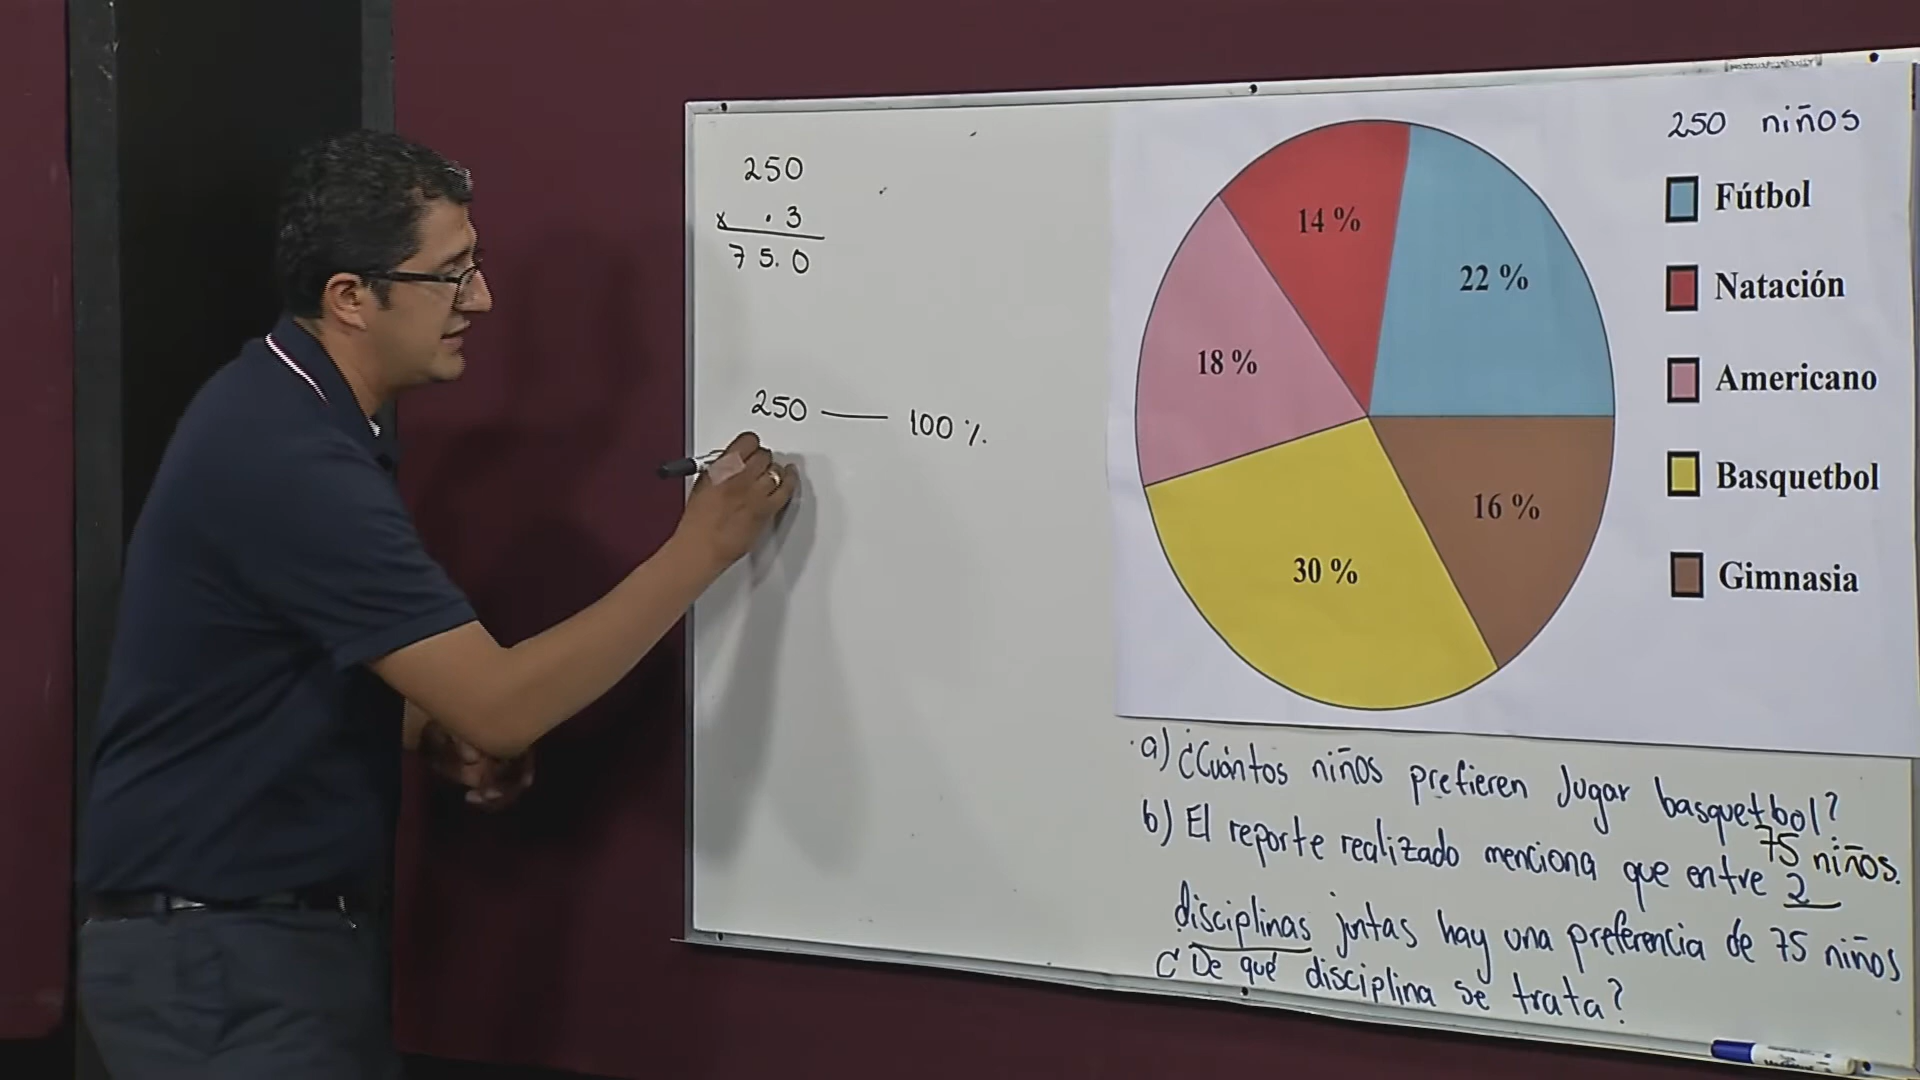 250
x .3
75.0
250 — 100 %
250 niños
14 %
22 %
18 %
30 %
16 %
Fútbol
Natación
Americano
Basquetbol
Gimnasia
a) ¿Cuántos niños prefieren Jugar basquetbol?
75 niños.
b) El reporte realizado menciona que entre 2
disciplinas juntas hay una preferencia de 75 niños
¿De qué disciplina se trata?